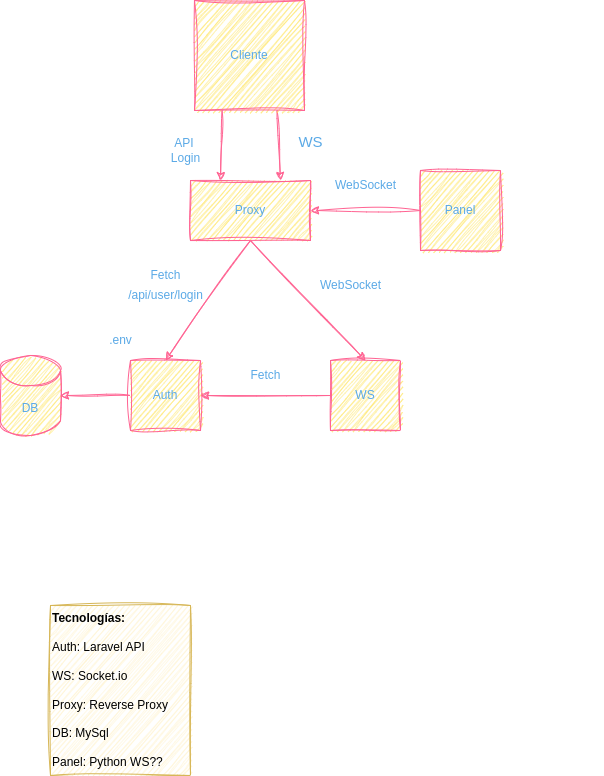 Cliente
API
Login
WS
WebSocket
Proxy
Panel
Fetch
/api/user/login
WebSocket
.env
DB
Auth
Fetch
WS
Tecnologías:
Auth: Laravel API
WS: Socket.io
Proxy: Reverse Proxy
DB: MySql
Panel: Python WS??